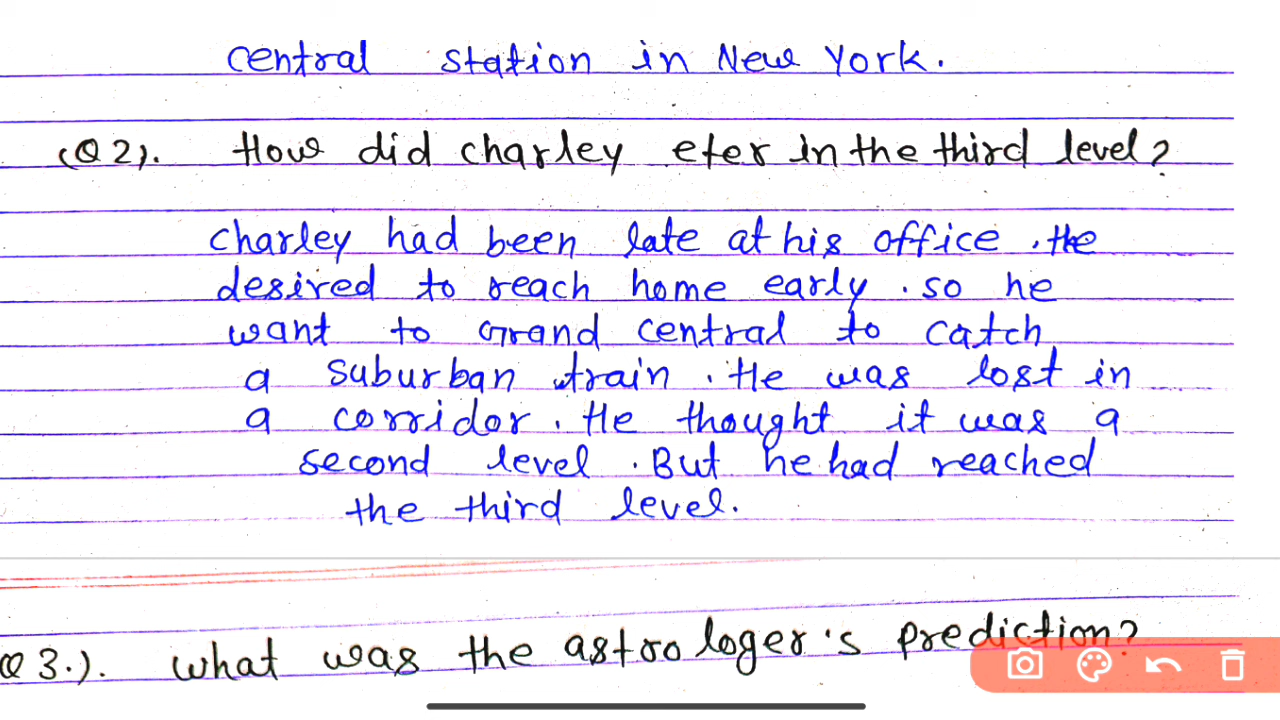 central station in New York.
(Q 2). How did charley eter in the third level?
charley had been late at his office. He
desired to reach home early. so he
want to Grand central to catch
a suburban train. He was lost in
a corridor. He thought it was a
second level. But he had reached
the third level.
Q 3.). what was the astrologer's prediction?